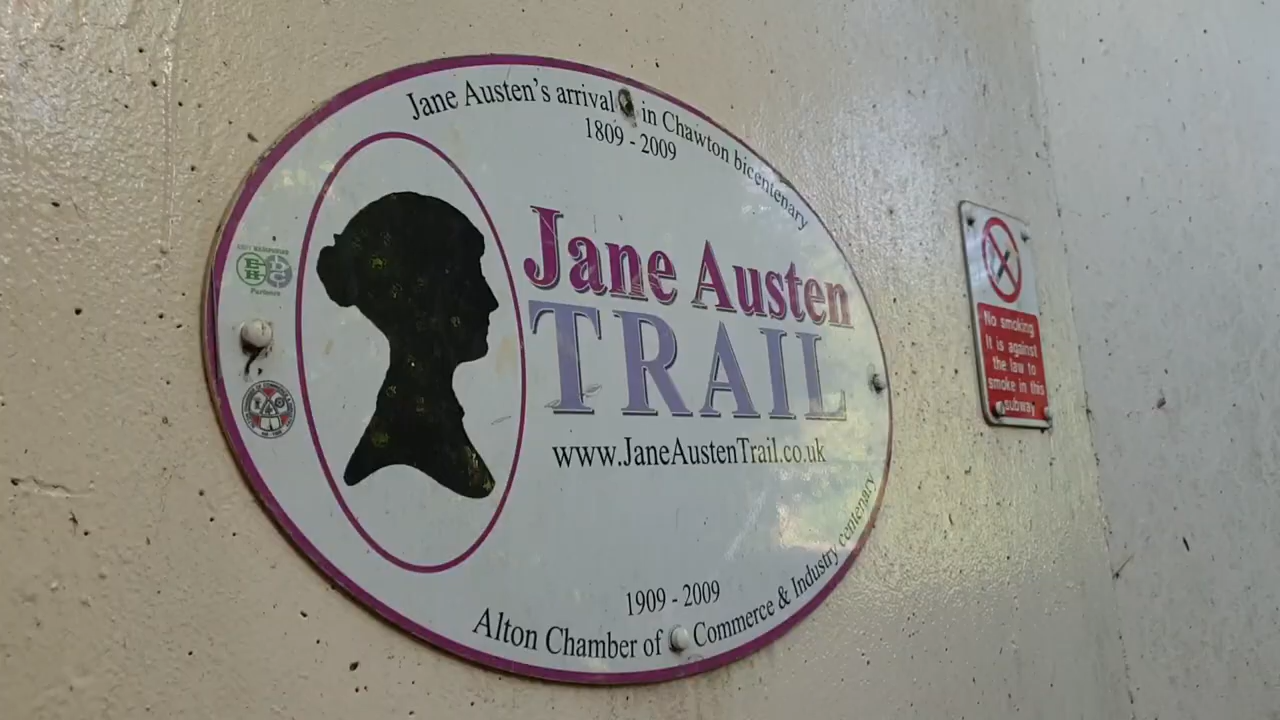 Jane Austen's arrival in Chawton bicentenary
1809 - 2009
Jane Austen
TRAIL
www.JaneAustenTrail.co.uk
1909 - 2009
Alton Chamber of Commerce & Industry centenary
No smoking
It is against
the law to
smoke in this
subway